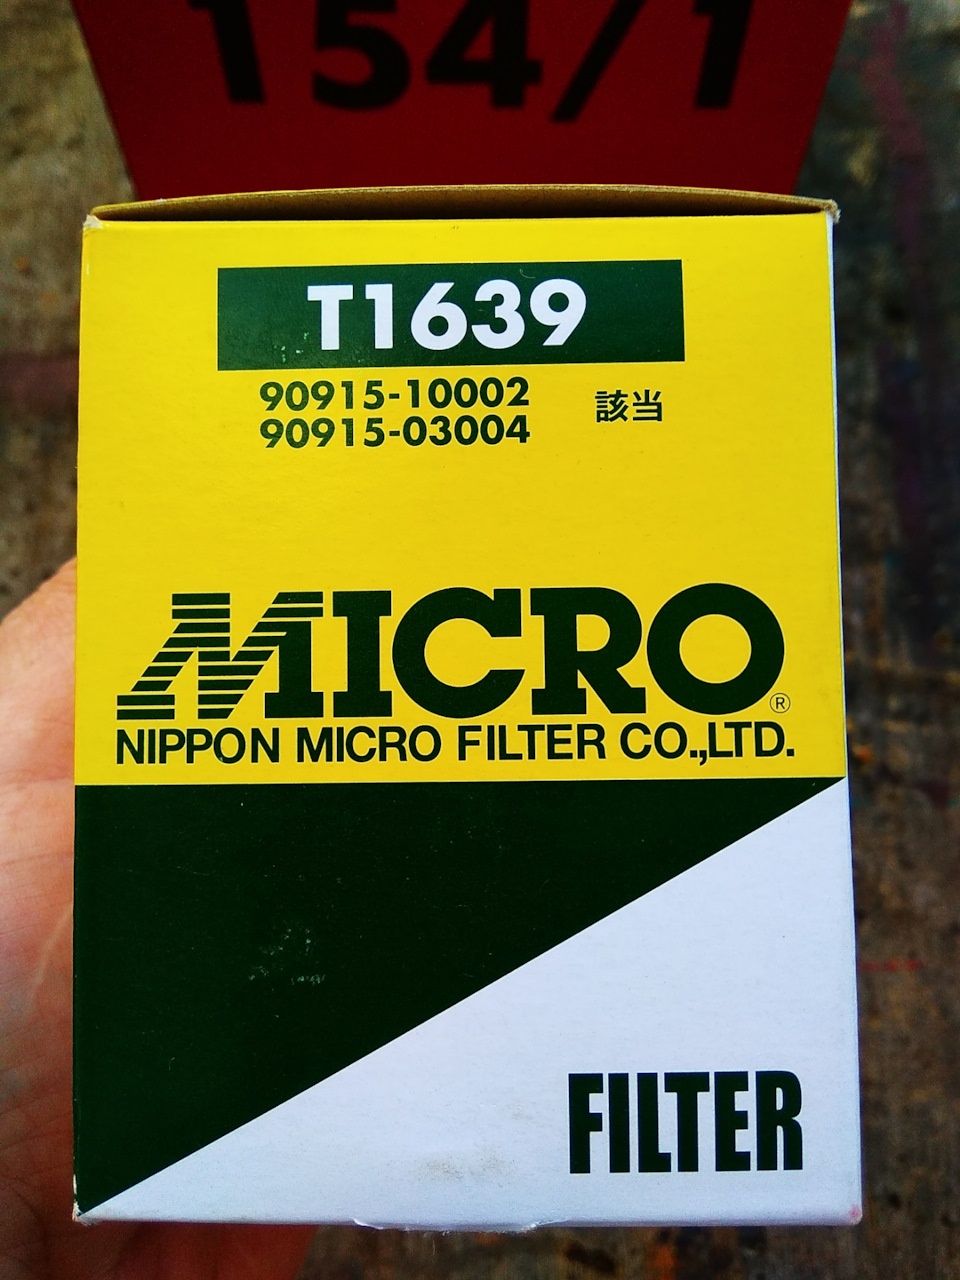 154/1
T1639
90915-10002
90915-03004
該当
MICRO®
NIPPON MICRO FILTER CO.,LTD.
FILTER